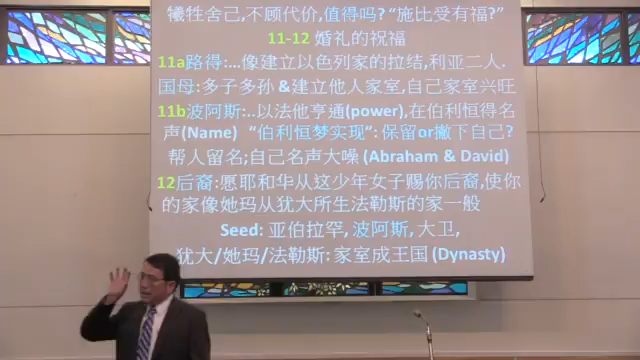 犠牲舍己,不顾代价,值得吗? “施比受有福?”
11-12 婚礼的祝福
11a路得:...像建立以色列家的拉结,利亚二人.
国母:多子多孙 &建立他人家室,自己家室兴旺
11b波阿斯:..以法他亨通(power),在伯利恒得名
声(Name) “伯利恒梦实现”: 保留or撇下自己?
帮人留名;自己名声大噪 (Abraham & David)
12后裔:愿耶和华从这少年女子赐你后裔,使你
的家像她玛从犹大所生法勒斯的家一般
Seed: 亚伯拉罕, 波阿斯, 大卫,
犹大/她玛/法勒斯: 家室成王国 (Dynasty)